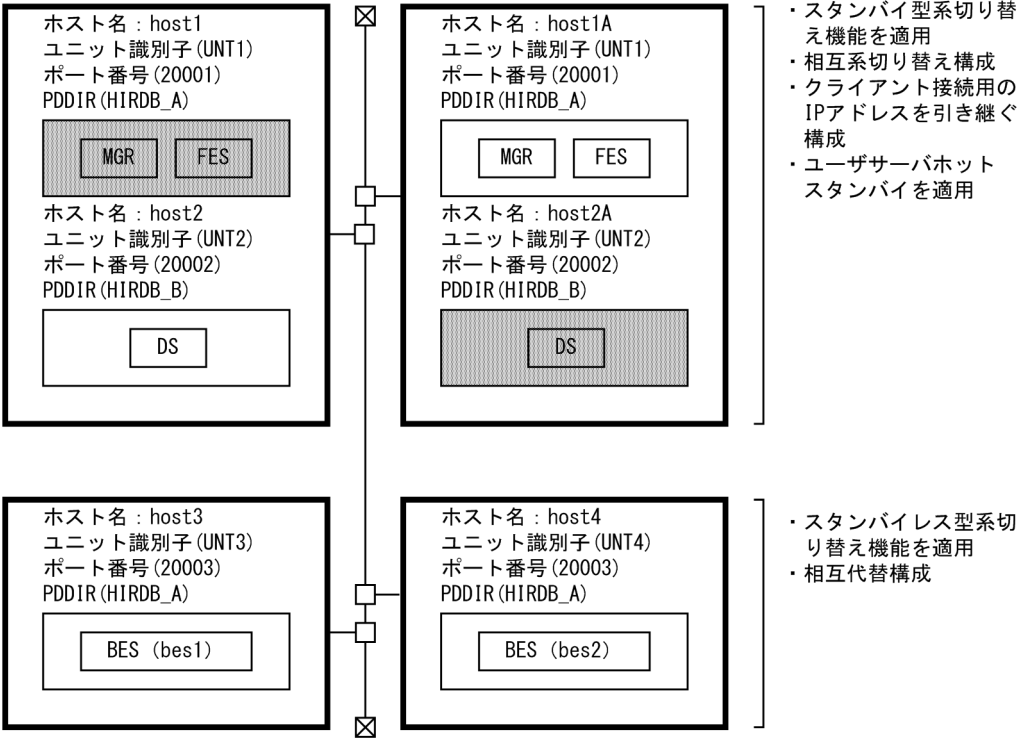 ホスト名：host1
ユニット識別子(UNT1)
ポート番号(20001)
PDDIR(HIRDB_A)
MGR
FES
ホスト名：host2
ユニット識別子(UNT2)
ポート番号(20002)
PDDIR(HIRDB_B)
DS
ホスト名：host1A
ユニット識別子(UNT1)
ポート番号(20001)
PDDIR(HIRDB_A)
MGR
FES
ホスト名：host2A
ユニット識別子(UNT2)
ポート番号(20002)
PDDIR(HIRDB_B)
DS
・スタンバイ型系切り替
え機能を適用
・相互系切り替え構成
・クライアント接続用の
IPアドレスを引き継ぐ
構成
・ユーザサーバホット
スタンバイを適用
ホスト名：host3
ユニット識別子(UNT3)
ポート番号(20003)
PDDIR(HIRDB_A)
BES (bes1)
ホスト名：host4
ユニット識別子(UNT4)
ポート番号(20003)
PDDIR(HIRDB_A)
BES (bes2)
・スタンバイレス型系切
り替え機能を適用
・相互代替構成